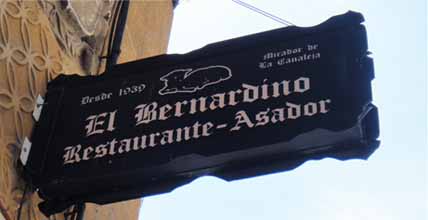 Desde 1939
Mirador de
La Canaleja
El Bernardino
Restaurante-Asador